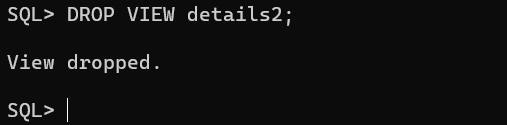 SQL> DROP VIEW details2;
View dropped.
SQL>